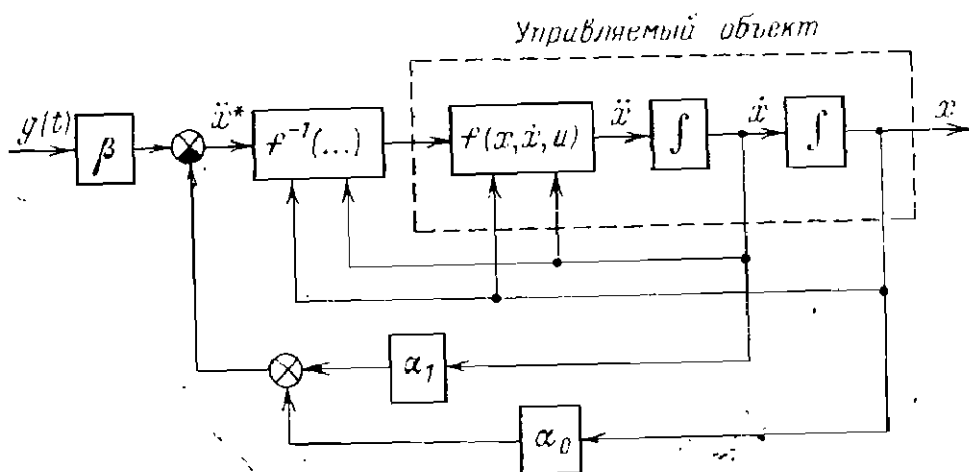 Управляемый объект
g(t)
β
ẍ*
f⁻¹(...)
f(x, ẋ, u)
ẍ
∫
ẋ
∫
x
α₁
α₀